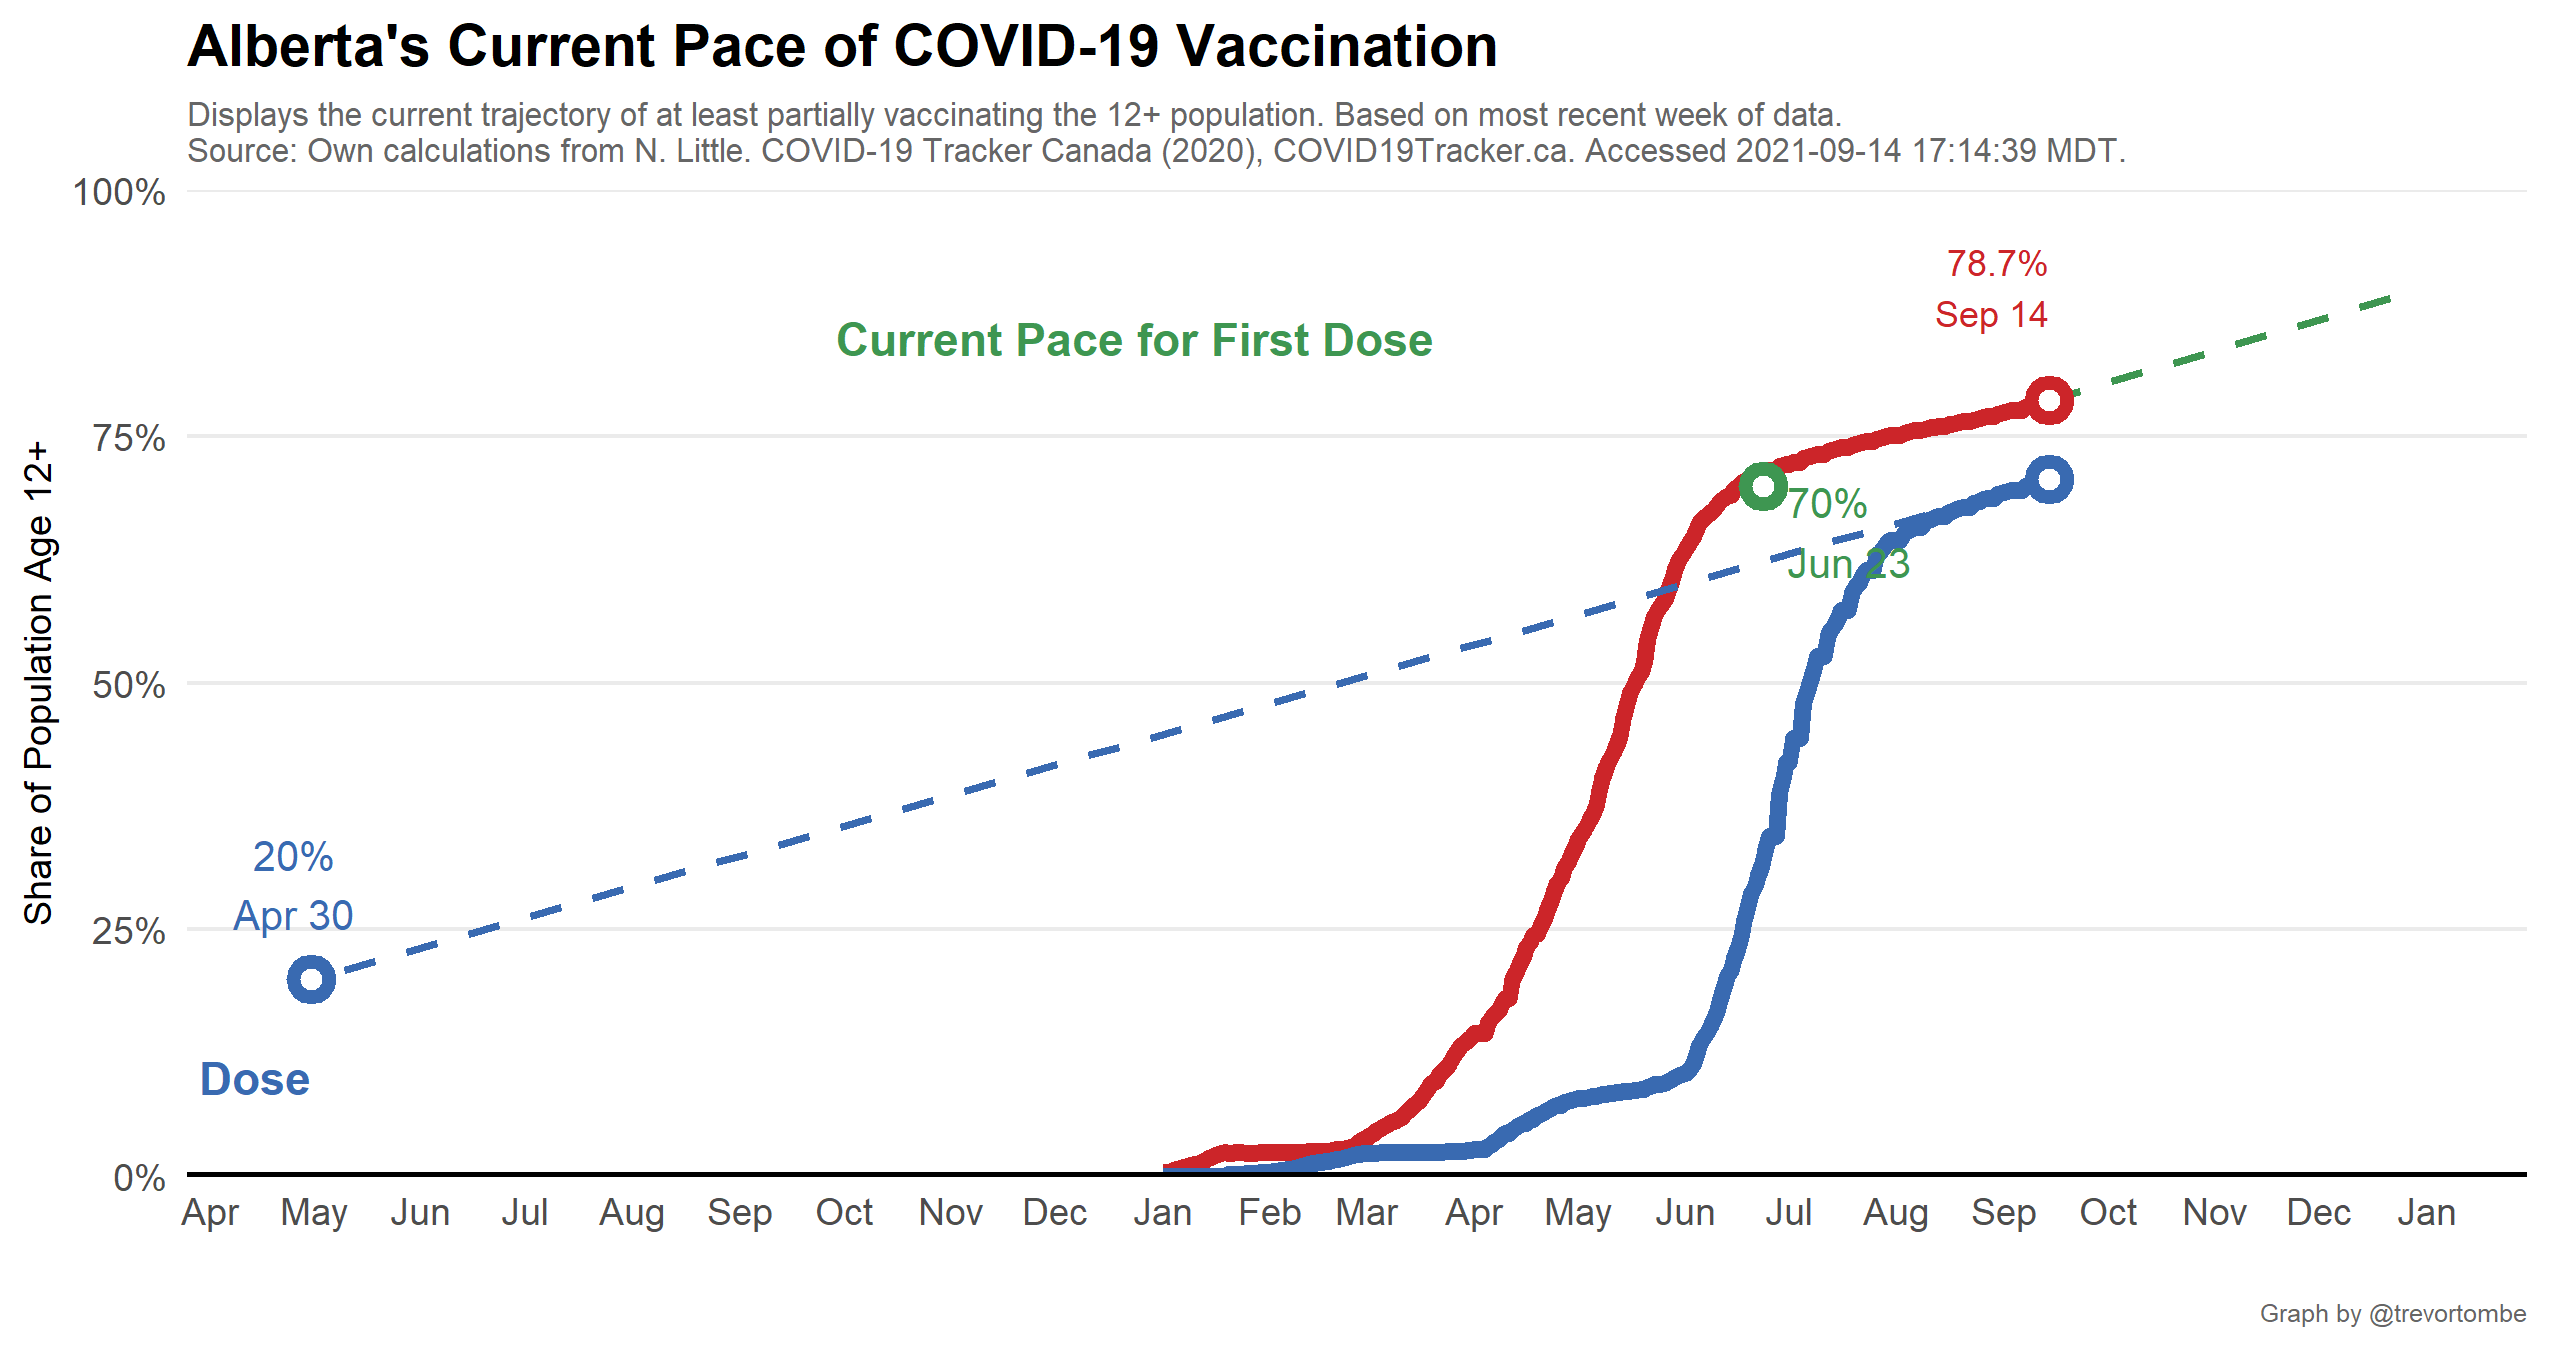 Alberta's Current Pace of COVID-19 Vaccination
Displays the current trajectory of at least partially vaccinating the 12+ population. Based on most recent week of data.
Source: Own calculations from N. Little. COVID-19 Tracker Canada (2020), COVID19Tracker.ca. Accessed 2021-09-14 17:14:39 MDT.
100%
75%
50%
25%
0%
Share of Population Age 12+
78.7%
Sep 14
Current Pace for First Dose
70%
Jun 23
20%
Apr 30
Dose
Apr May Jun Jul Aug Sep Oct Nov Dec Jan Feb Mar Apr May Jun Jul Aug Sep Oct Nov Dec Jan
Graph by @trevortombe